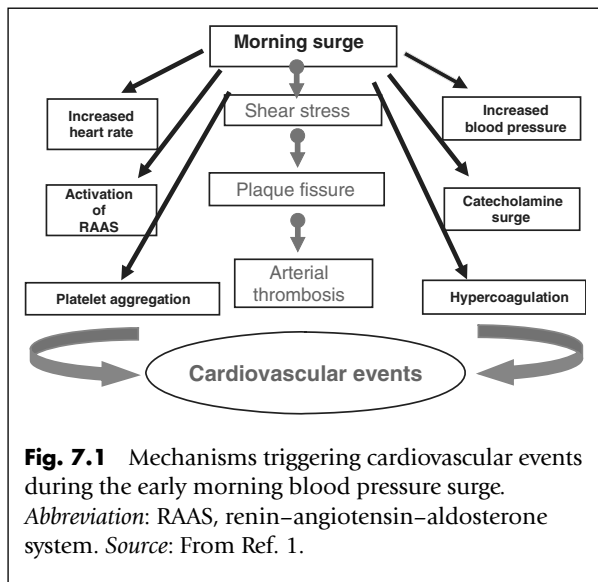 Morning surge
Increased
heart rate
Shear stress
Increased
blood pressure
Activation
of
RAAS
Plaque fissure
Catecholamine
surge
Platelet aggregation
Arterial
thrombosis
Hypercoagulation
Cardiovascular events
Fig. 7.1 Mechanisms triggering cardiovascular events
during the early morning blood pressure surge.
Abbreviation: RAAS, renin–angiotensin–aldosterone
system. Source: From Ref. 1.